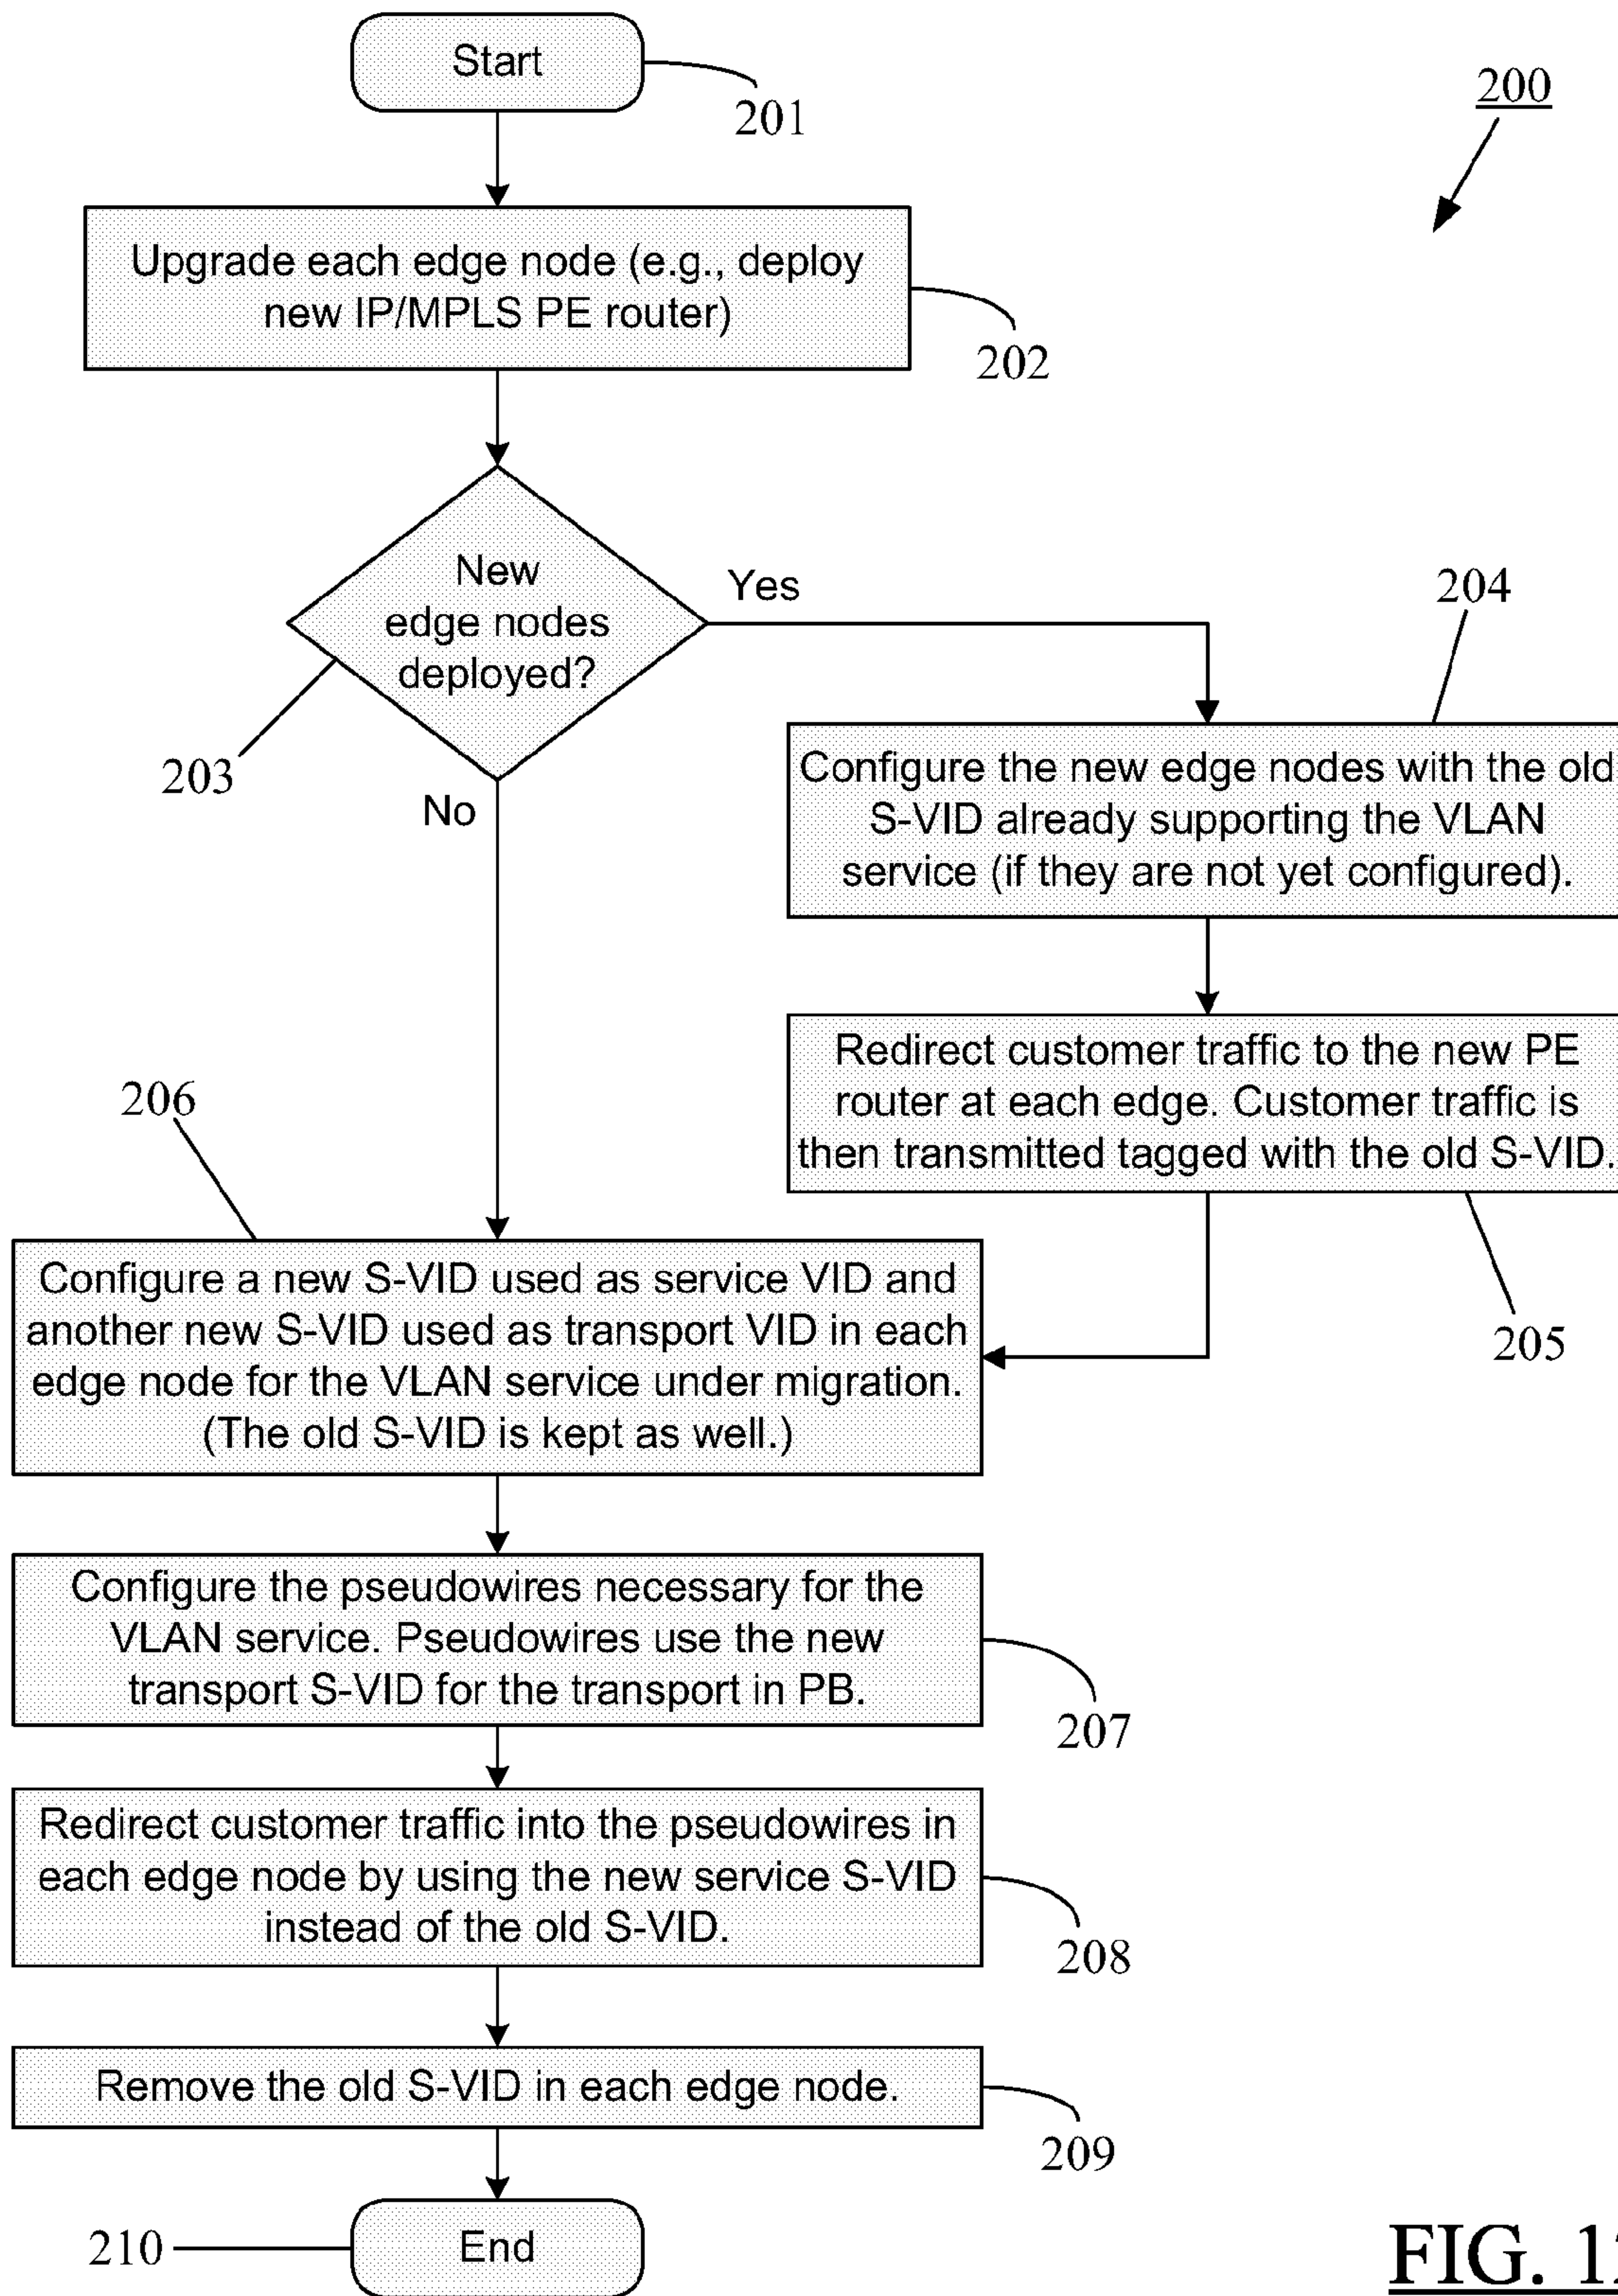 Start
201
200
Upgrade each edge node (e.g., deploy
new IP/MPLS PE router)
202
New
edge nodes
deployed?
Yes
No
203
204
Configure the new edge nodes with the old
S-VID already supporting the VLAN
service (if they are not yet configured).
Redirect customer traffic to the new PE
router at each edge. Customer traffic is
then transmitted tagged with the old S-VID.
205
206
Configure a new S-VID used as service VID and
another new S-VID used as transport VID in each
edge node for the VLAN service under migration.
(The old S-VID is kept as well.)
Configure the pseudowires necessary for the
VLAN service. Pseudowires use the new
transport S-VID for the transport in PB.
207
Redirect customer traffic into the pseudowires in
each edge node by using the new service S-VID
instead of the old S-VID.
208
Remove the old S-VID in each edge node.
209
End
210
FIG.